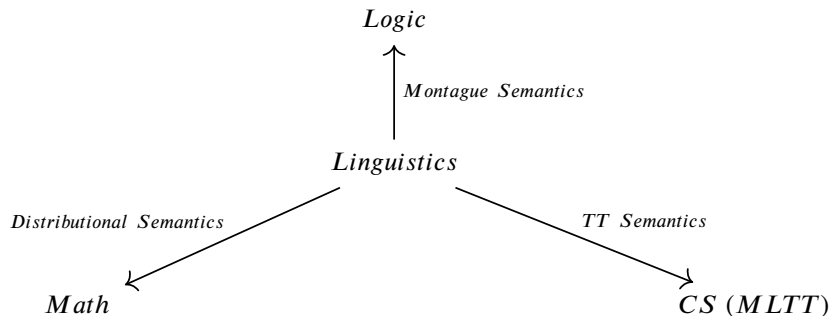 Logic
Montague Semantics
Linguistics
Distributional Semantics
TT Semantics
Math
CS (MLTT)